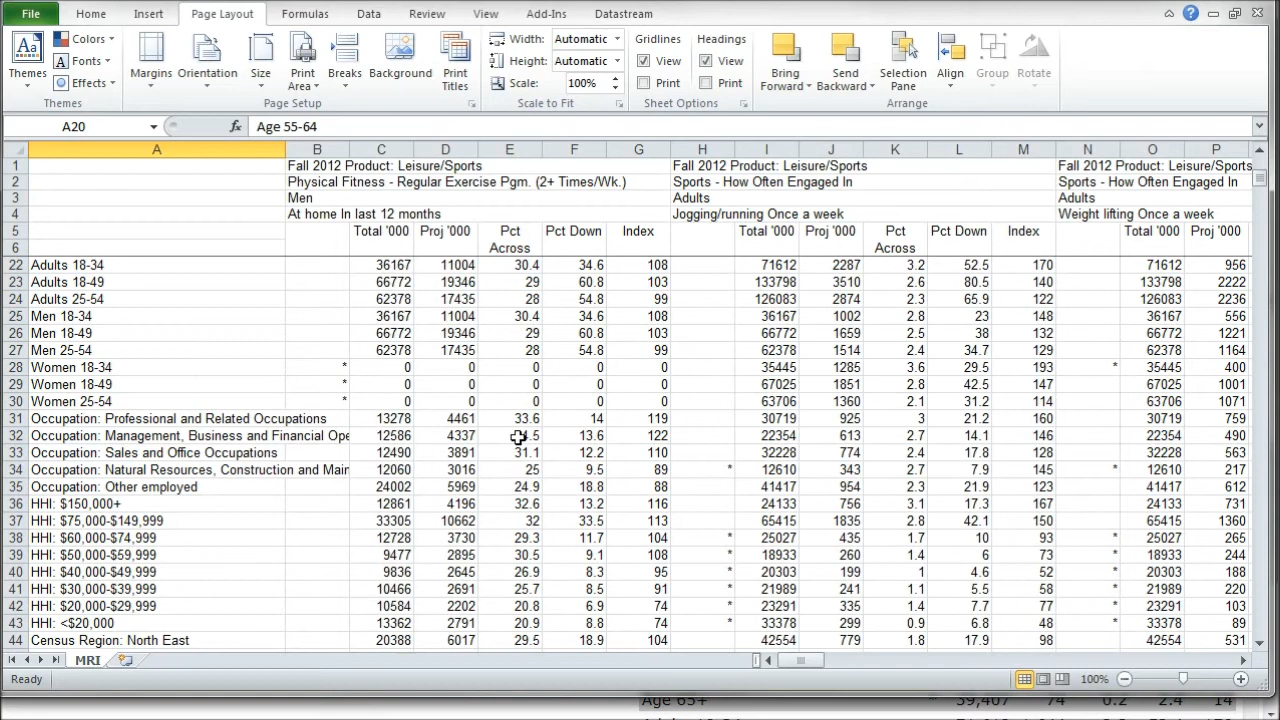 File Home Insert Page Layout Formulas Data Review View Add-Ins Datastream
Colors Width: Automatic Gridlines Headings
Fonts Height: Automatic View View
Themes Effects Margins Orientation Size Print Area Breaks Background Print Titles Scale: 100% Print Print Bring Forward Send Backward Selection Pane Align Group Rotate
Themes Page Setup Scale to Fit Sheet Options Arrange
A20 fx Age 55-64
A B C D E F G H I J K L M N O P
1 Fall 2012 Product: Leisure/Sports Fall 2012 Product: Leisure/Sports Fall 2012 Product: Leisure/Sports
2 Physical Fitness - Regular Exercise Pgm. (2+ Times/Wk.) Sports - How Often Engaged In Sports - How Often Engaged In
3 Men Adults Adults
4 At home In last 12 months Jogging/running Once a week Weight lifting Once a week
5 Total '000 Proj '000 Pct Pct Down Index Total '000 Proj '000 Pct Pct Down Index Total '000 Proj '000
6 Across Across
22 Adults 18-34 36167 11004 30.4 34.6 108 71612 2287 3.2 52.5 170 71612 956
23 Adults 18-49 66772 19346 29 60.8 103 133798 3510 2.6 80.5 140 133798 2222
24 Adults 25-54 62378 17435 28 54.8 99 126083 2874 2.3 65.9 122 126083 2236
25 Men 18-34 36167 11004 30.4 34.6 108 36167 1002 2.8 23 148 36167 556
26 Men 18-49 66772 19346 29 60.8 103 66772 1659 2.5 38 132 66772 1221
27 Men 25-54 62378 17435 28 54.8 99 62378 1514 2.4 34.7 129 62378 1164
28 Women 18-34 * 0 0 0 0 0 35445 1285 3.6 29.5 193 * 35445 400
29 Women 18-49 * 0 0 0 0 0 67025 1851 2.8 42.5 147 67025 1001
30 Women 25-54 * 0 0 0 0 0 63706 1360 2.1 31.2 114 63706 1071
31 Occupation: Professional and Related Occupations 13278 4461 33.6 14 119 30719 925 3 21.2 160 30719 759
32 Occupation: Management, Business and Financial Ope 12586 4337 .5 13.6 122 22354 613 2.7 14.1 146 22354 490
33 Occupation: Sales and Office Occupations 12490 3891 31.1 12.2 110 32228 774 2.4 17.8 128 32228 563
34 Occupation: Natural Resources, Construction and Main 12060 3016 25 9.5 89 * 12610 343 2.7 7.9 145 * 12610 217
35 Occupation: Other employed 24002 5969 24.9 18.8 88 41417 954 2.3 21.9 123 41417 612
36 HHI: $150,000+ 12861 4196 32.6 13.2 116 24133 756 3.1 17.3 167 24133 731
37 HHI: $75,000-$149,999 33305 10662 32 33.5 113 65415 1835 2.8 42.1 150 65415 1360
38 HHI: $60,000-$74,999 12728 3730 29.3 11.7 104 * 25027 435 1.7 10 93 * 25027 265
39 HHI: $50,000-$59,999 9477 2895 30.5 9.1 108 * 18933 260 1.4 6 73 * 18933 244
40 HHI: $40,000-$49,999 9836 2645 26.9 8.3 95 * 20303 199 1 4.6 52 * 20303 188
41 HHI: $30,000-$39,999 10466 2691 25.7 8.5 91 * 21989 241 1.1 5.5 58 * 21989 220
42 HHI: $20,000-$29,999 10584 2202 20.8 6.9 74 * 23291 335 1.4 7.7 77 * 23291 103
43 HHI: <$20,000 13362 2791 20.9 8.8 74 * 33378 299 0.9 6.8 48 * 33378 89
44 Census Region: North East 20388 6017 29.5 18.9 104 42554 779 1.8 17.9 98 42554 531
MRI
Ready 100%
Age 65+ * 39,407 74 0.2 2.4 14